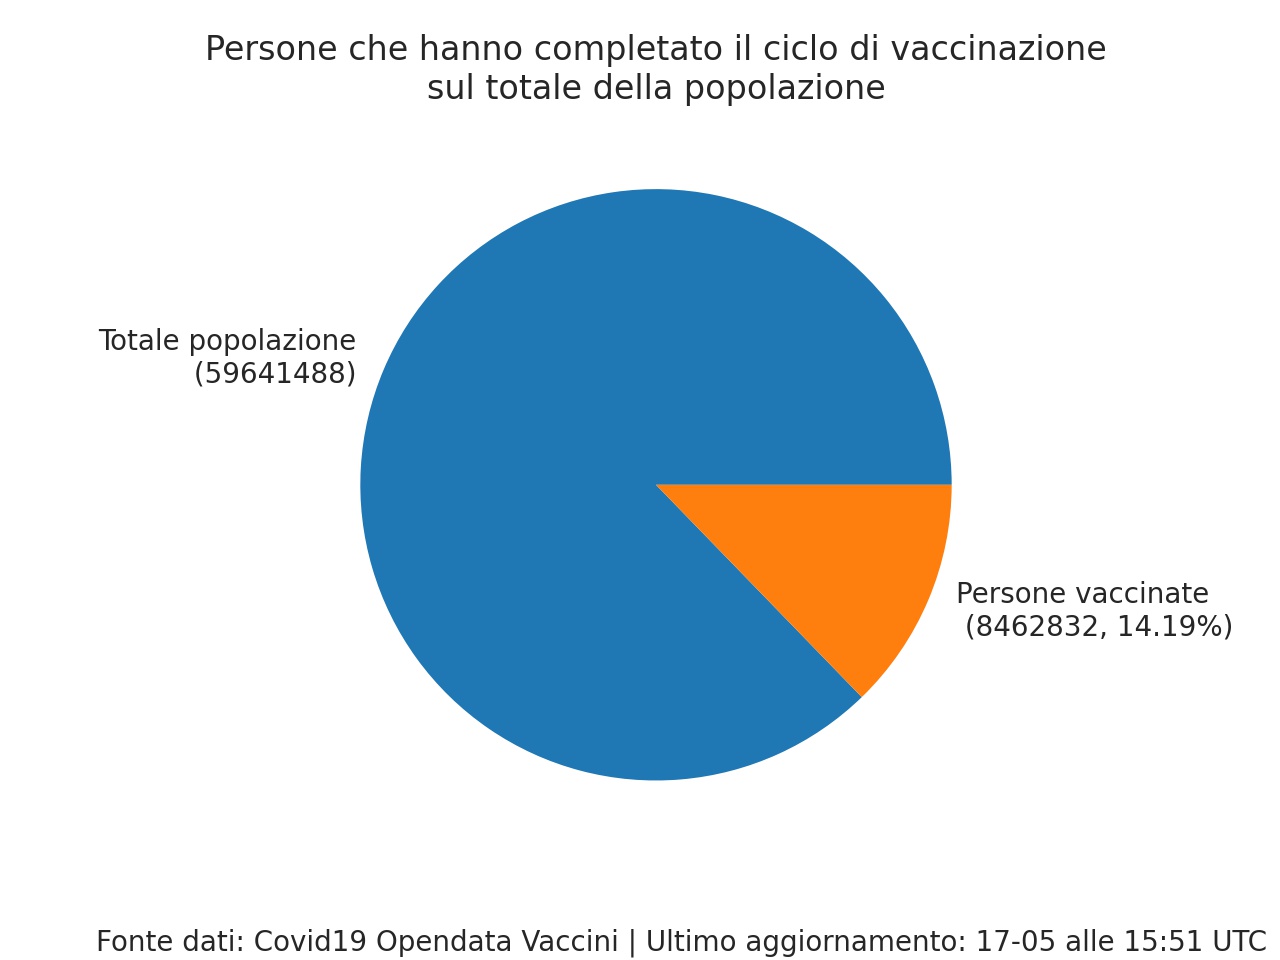 Persone che hanno completato il ciclo di vaccinazione
sul totale della popolazione
Totale popolazione
(59641488)
Persone vaccinate
(8462832, 14.19%)
Fonte dati: Covid19 Opendata Vaccini | Ultimo aggiornamento: 17-05 alle 15:51 UTC